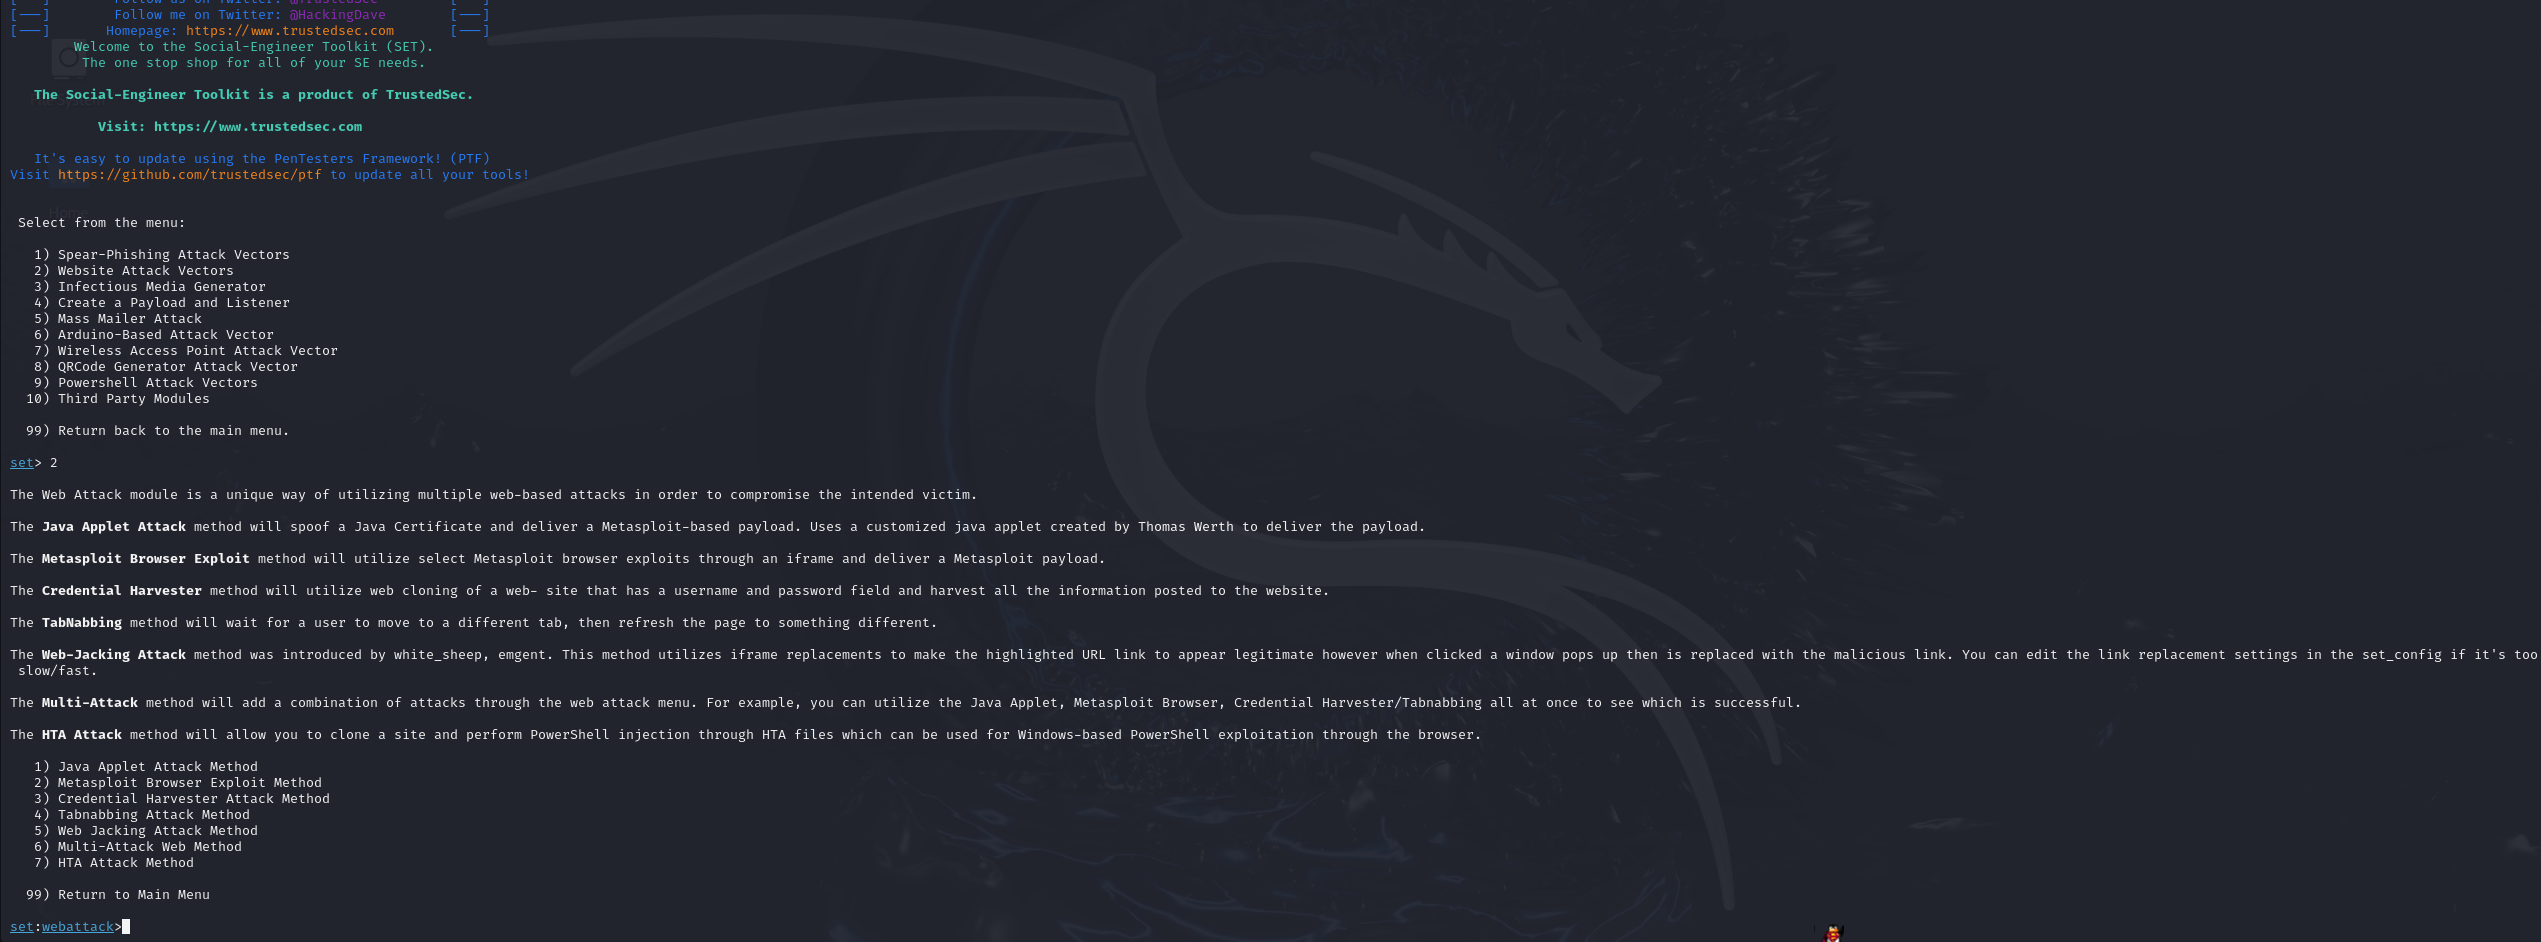 [---] Follow us on Twitter: @TrustedSec [---]
[---] Follow me on Twitter: @HackingDave [---]
[---] Homepage: https://www.trustedsec.com [---]
Welcome to the Social-Engineer Toolkit (SET).
The one stop shop for all of your SE needs.
The Social-Engineer Toolkit is a product of TrustedSec.
Visit: https://www.trustedsec.com
It's easy to update using the PenTesters Framework! (PTF)
Visit https://github.com/trustedsec/ptf to update all your tools!
Select from the menu:
1) Spear-Phishing Attack Vectors
2) Website Attack Vectors
3) Infectious Media Generator
4) Create a Payload and Listener
5) Mass Mailer Attack
6) Arduino-Based Attack Vector
7) Wireless Access Point Attack Vector
8) QRCode Generator Attack Vector
9) Powershell Attack Vectors
10) Third Party Modules
99) Return back to the main menu.
set> 2
The Web Attack module is a unique way of utilizing multiple web-based attacks in order to compromise the intended victim.
The Java Applet Attack method will spoof a Java Certificate and deliver a Metasploit-based payload. Uses a customized java applet created by Thomas Werth to deliver the payload.
The Metasploit Browser Exploit method will utilize select Metasploit browser exploits through an iframe and deliver a Metasploit payload.
The Credential Harvester method will utilize web cloning of a web- site that has a username and password field and harvest all the information posted to the website.
The TabNabbing method will wait for a user to move to a different tab, then refresh the page to something different.
The Web-Jacking Attack method was introduced by white_sheep, emgent. This method utilizes iframe replacements to make the highlighted URL link to appear legitimate however when clicked a window pops up then is replaced with the malicious link. You can edit the link replacement settings in the set_config if it's too
slow/fast.
The Multi-Attack method will add a combination of attacks through the web attack menu. For example, you can utilize the Java Applet, Metasploit Browser, Credential Harvester/Tabnabbing all at once to see which is successful.
The HTA Attack method will allow you to clone a site and perform PowerShell injection through HTA files which can be used for Windows-based PowerShell exploitation through the browser.
1) Java Applet Attack Method
2) Metasploit Browser Exploit Method
3) Credential Harvester Attack Method
4) Tabnabbing Attack Method
5) Web Jacking Attack Method
6) Multi-Attack Web Method
7) HTA Attack Method
99) Return to Main Menu
set:webattack>